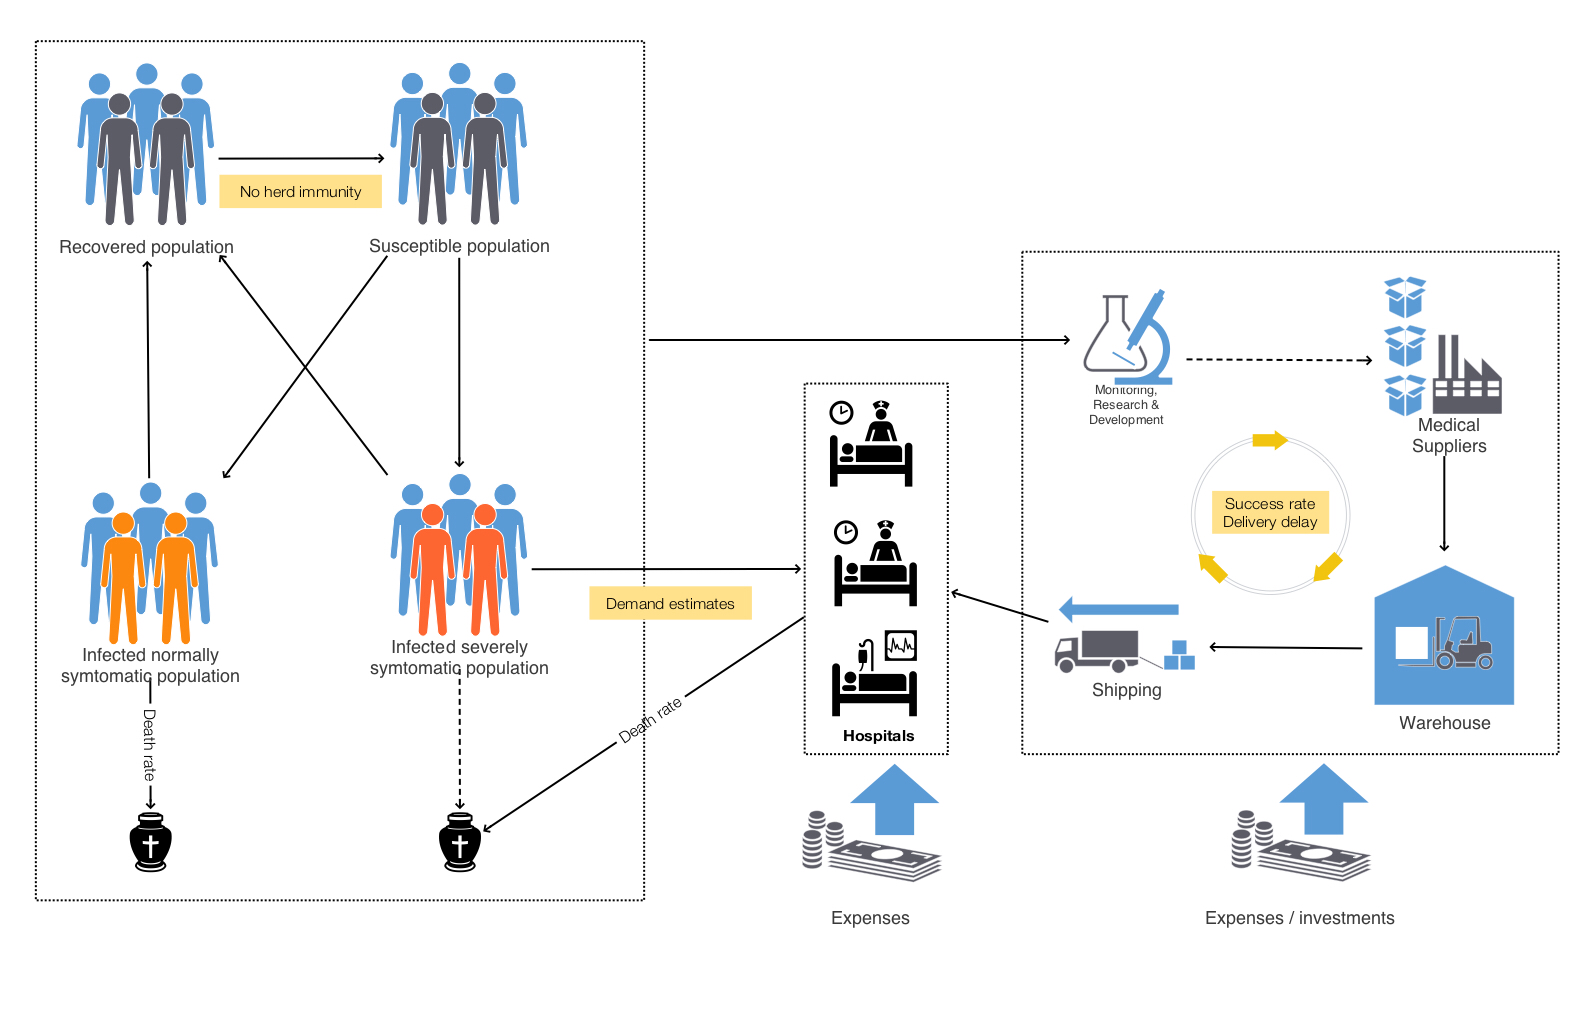 No herd immunity
Recovered population
Susceptible population
Monitoring,
Research &
Development
Medical
Suppliers
Success rate
Delivery delay
Demand estimates
Infected normally
symtomatic population
Infected severely
symtomatic population
Death rate
Death rate
Hospitals
Shipping
Warehouse
Expenses
Expenses / investments